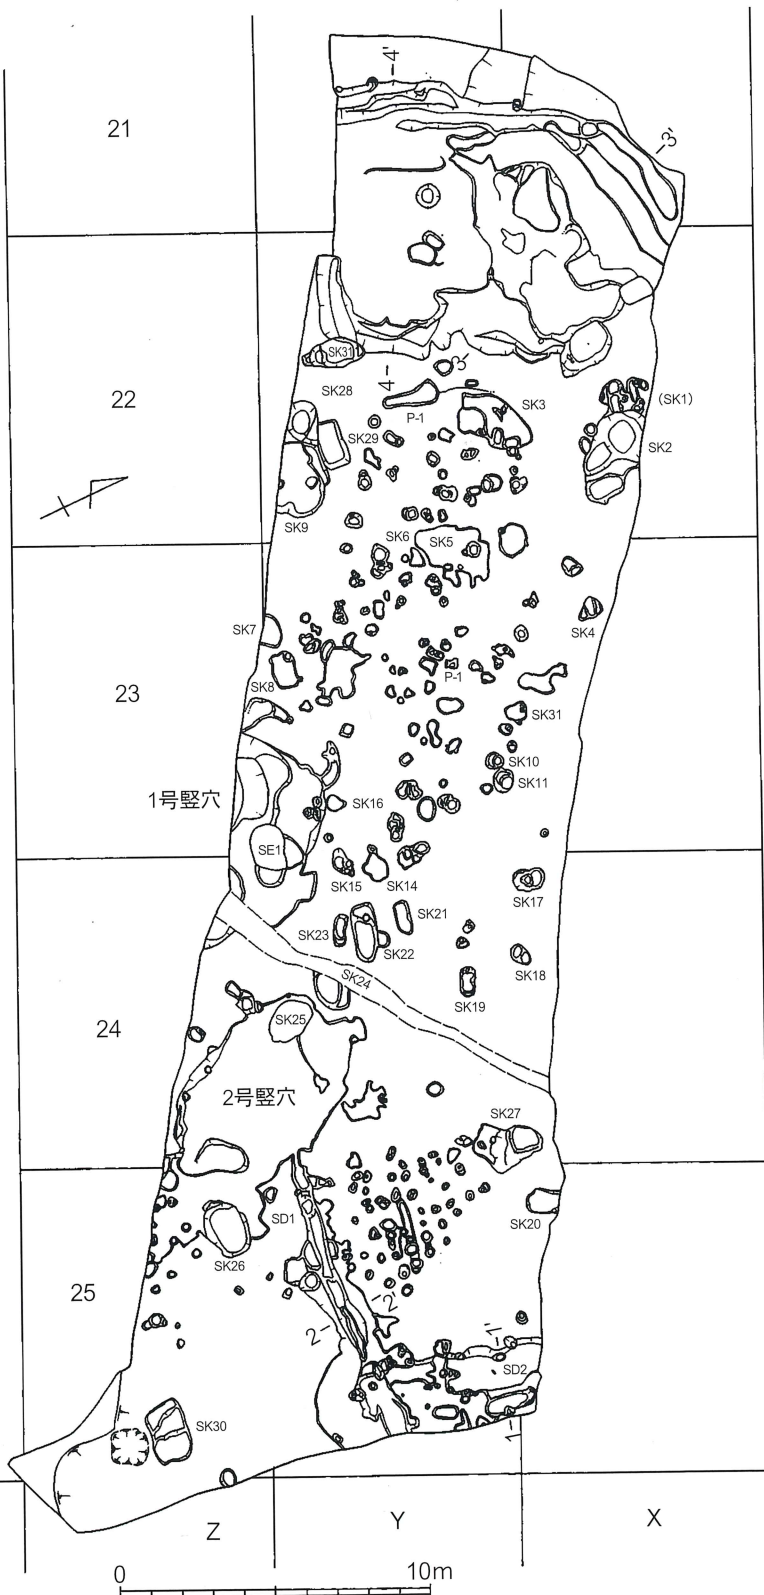 4'
21
3'
SK31
3
4
SK28
22
P-1
SK3
(SK1)
SK29
SK2
SK9
SK6
SK5
SK7
SK4
SK8
P-1
23
SK31
SK10
SK11
1号竪穴
SK16
SE1
SK15
SK14
SK17
SK23
SK21
SK22
SK18
SK24
SK19
24
SK25
2号竪穴
SK27
SD1
SK20
SK26
25
2'
2
1'
SD2
SK30
1
Z
Y
X
0
10m